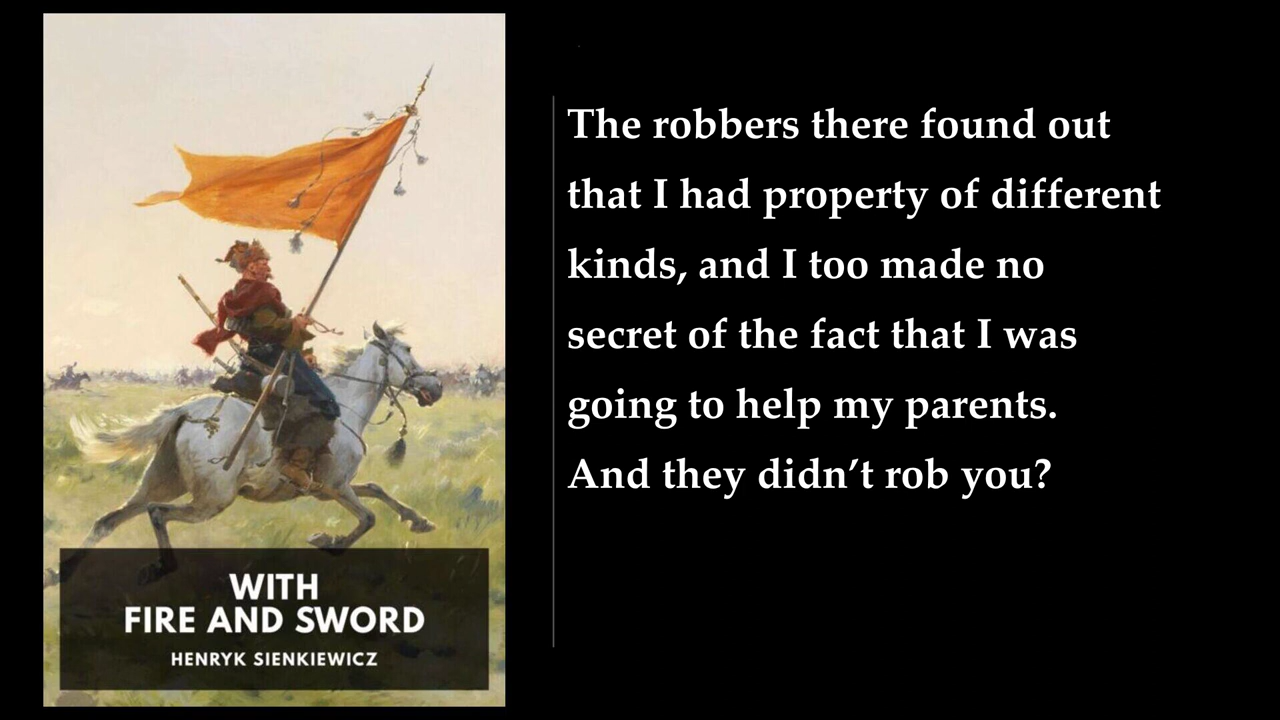 WITH
FIRE AND SWORD
HENRYK SIENKIEWICZ
The robbers there found out
that I had property of different
kinds, and I too made no
secret of the fact that I was
going to help my parents.
And they didn’t rob you?